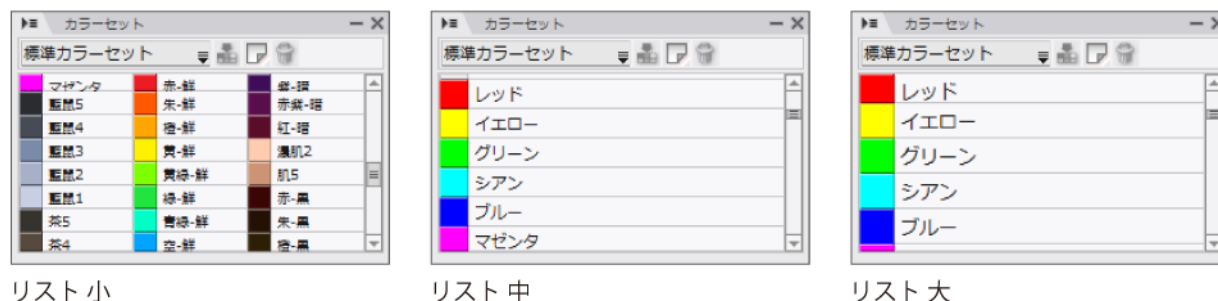 カラーセット
標準カラーセット
マゼンタ 赤-鮮 紫-暗
藍鼠5 朱-鮮 赤紫-暗
藍鼠4 橙-鮮 紅-暗
藍鼠3 黄-鮮 濃肌2
藍鼠2 黄緑-鮮 肌5
藍鼠1 緑-鮮 赤-黒
茶5 青緑-鮮 朱-黒
茶4 空-鮮 橙-黒
リスト 小
カラーセット
標準カラーセット
レッド
イエロー
グリーン
シアン
ブルー
マゼンタ
リスト 中
カラーセット
標準カラーセット
レッド
イエロー
グリーン
シアン
ブルー
リスト 大